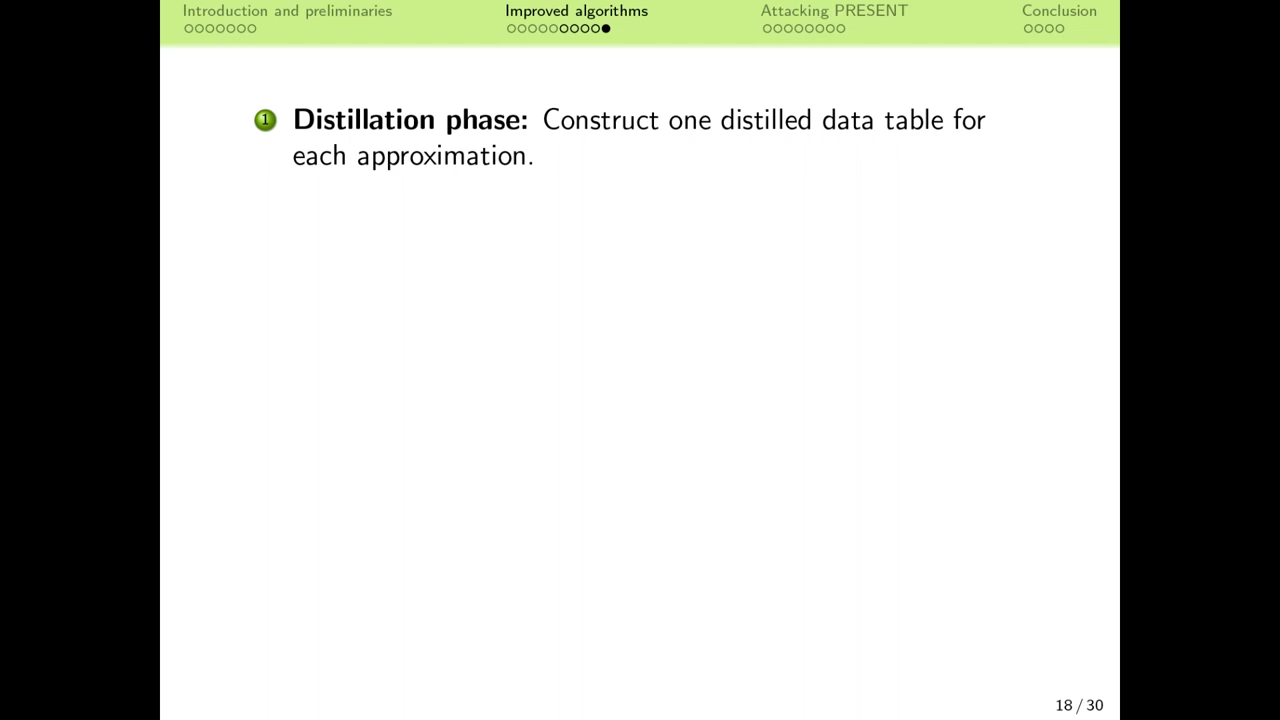 Introduction and preliminaries
Improved algorithms
Attacking PRESENT
Conclusion
1 Distillation phase: Construct one distilled data table for
each approximation.
18 / 30